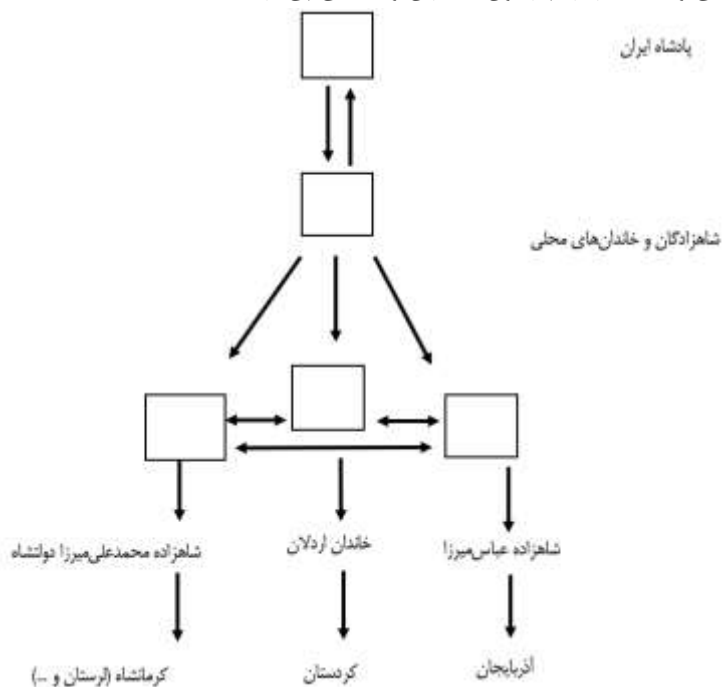 پادشاه ایران
شاهزادگان و خاندان‌های محلی
شاهزاده عباس‌میرزا
خاندان اردلان
شاهزاده محمدعلی‌میرزا دولتشاه
آذربایجان
کردستان
کرمانشاه (لرستان و ...)